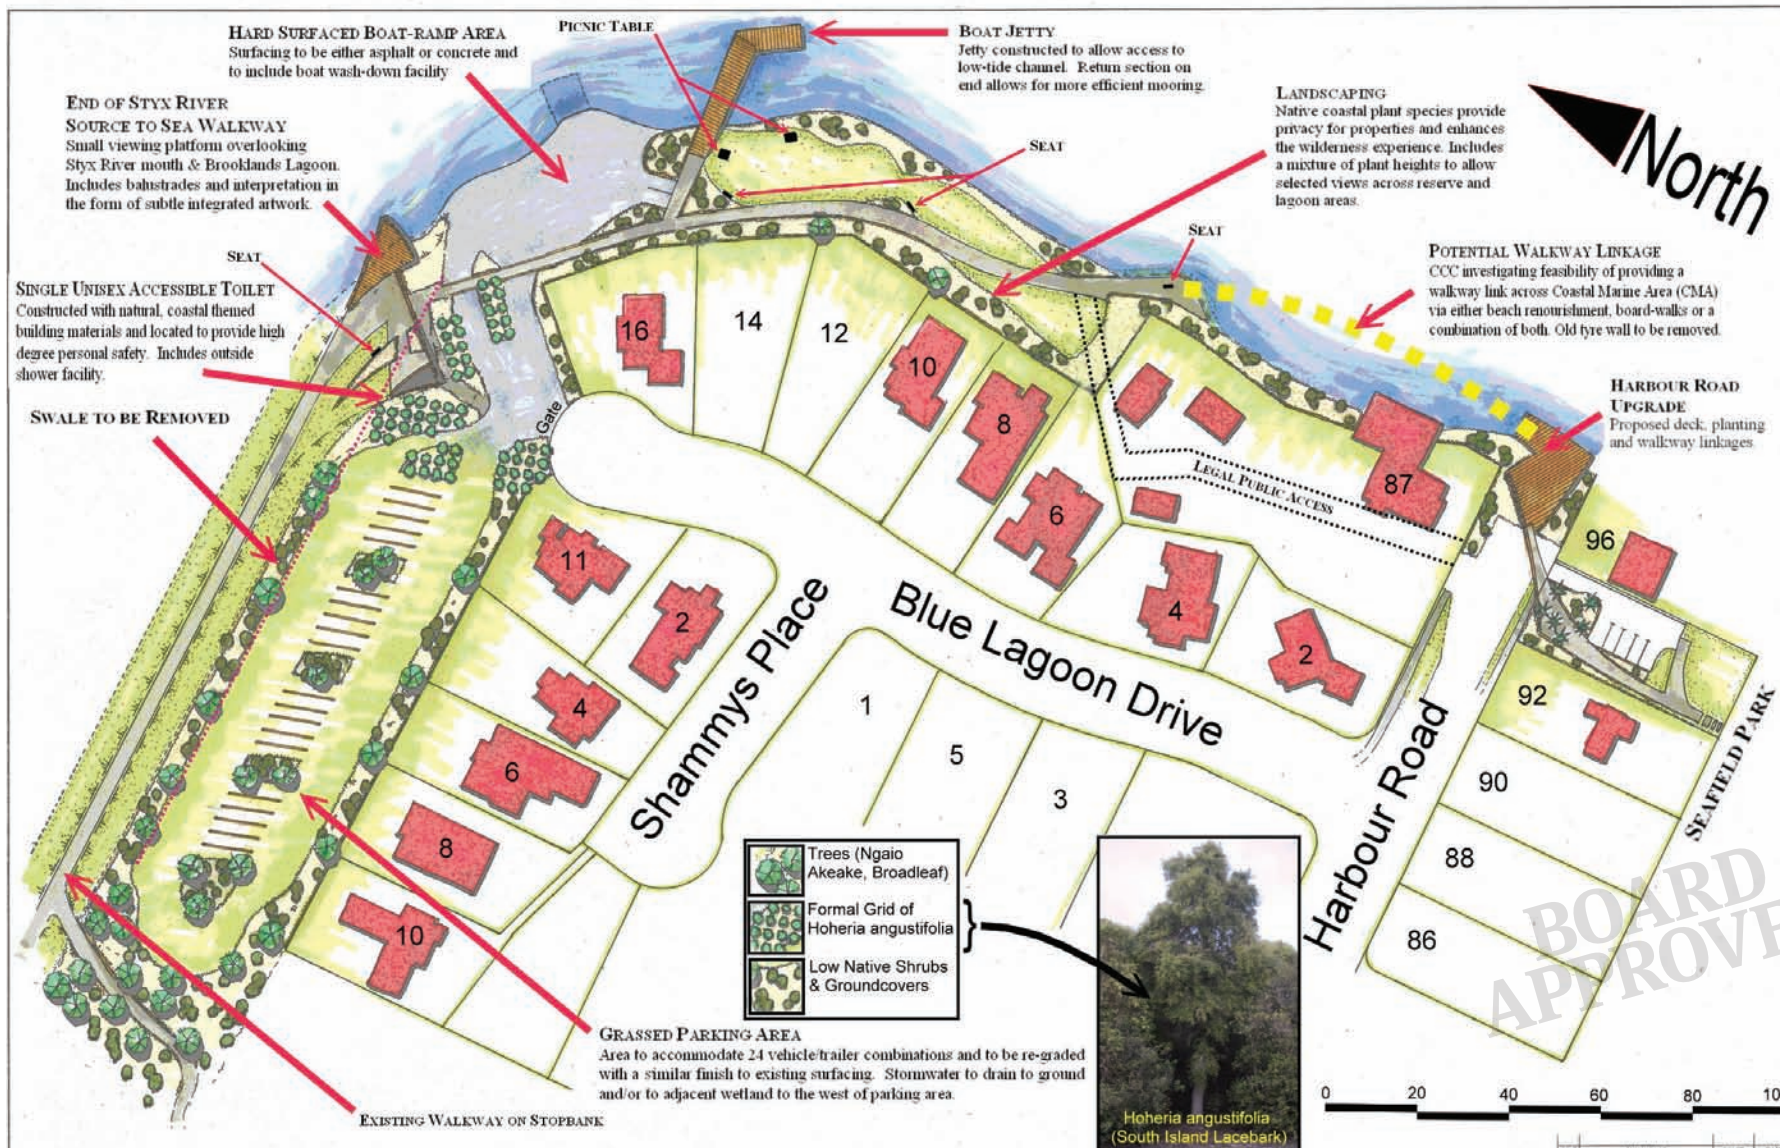 HARD SURFACED BOAT-RAMP AREA
Surfacing to be either asphalt or concrete and
to include boat wash-down facility
PICNIC TABLE
BOAT JETTY
Jetty constructed to allow access to
low-tide channel. Return section on
end allows for more efficient mooring.
END OF STYX RIVER
SOURCE TO SEA WALKWAY
Small viewing platform overlooking
Styx River mouth & Brooklands Lagoon.
Includes balustrades and interpretation in
the form of subtle integrated artwork.
LANDSCAPING
Native coastal plant species provide
privacy for properties and enhances
the wilderness experience. Includes
a mixture of plant heights to allow
selected views across reserve and
lagoon areas.
North
SEAT
SEAT
SEAT
SINGLE UNISEX ACCESSIBLE TOILET
Constructed with natural, coastal themed
building materials and located to provide high
degree personal safety. Includes outside
shower facility.
POTENTIAL WALKWAY LINKAGE
CCC investigating feasibility of providing a
walkway link across Coastal Marine Area (CMA)
via either beach renourishment, board-walks or a
combination of both. Old tyre wall to be removed.
SWALE TO BE REMOVED
HARBOUR ROAD
UPGRADE
Proposed deck, planting
and walkway linkages
Gate
16
14
12
10
8
6
4
2
87
LEGAL PUBLIC ACCESS
96
92
90
88
86
11
2
4
6
8
10
1
5
3
Shammys Place
Blue Lagoon Drive
Harbour Road
SEAFIELD PARK
Trees (Ngaio
Akeake, Broadleaf)
Formal Grid of
Hoheria angustifolia
Low Native Shrubs
& Groundcovers
Hoheria angustifolia
(South Island Lacebark)
GRASSED PARKING AREA
Area to accommodate 24 vehicle/trailer combinations and to be re-graded
with a similar finish to existing surfacing. Stormwater to drain to ground
and/or to adjacent wetland to the west of parking area.
EXISTING WALKWAY ON STOPBANK
BOARD
APPROVE
0 20 40 60 80 10